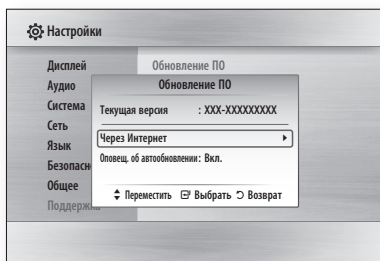 Настройки
Дисплей
Обновление ПО
Аудио
Обновление ПО
Система
Текущая версия : XXX-XXXXXXXXX
Сеть
Через Интернет
Язык
Оповещ. об автообновлении: Вкл.
Безопасн
Общее
Переместить Выбрать Возврат
Поддерж